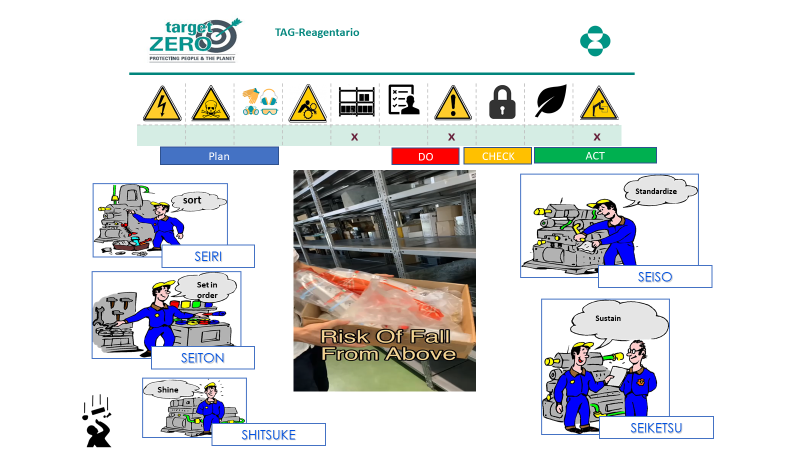 target
ZERO
PROTECTING PEOPLE & THE PLANET
TAG-Reagentario
x x x
Plan DO CHECK ACT
sort
SEIRI
Set in
order
SEITON
Shine
SHITSUKE
Risk Of Fall
From Above
Standardize
SEISO
Sustain
SEIKETSU